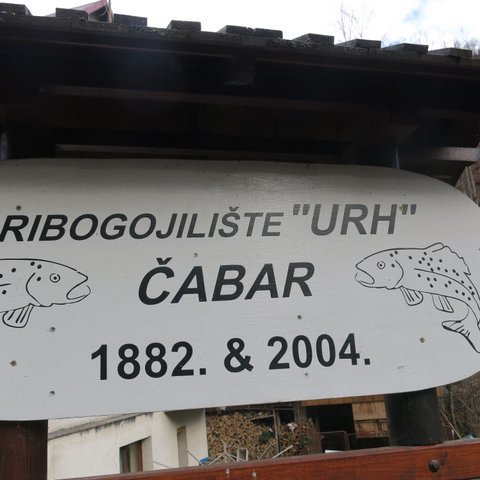 RIBOGOJILIŠTE "URH"
ČABAR
1882. & 2004.